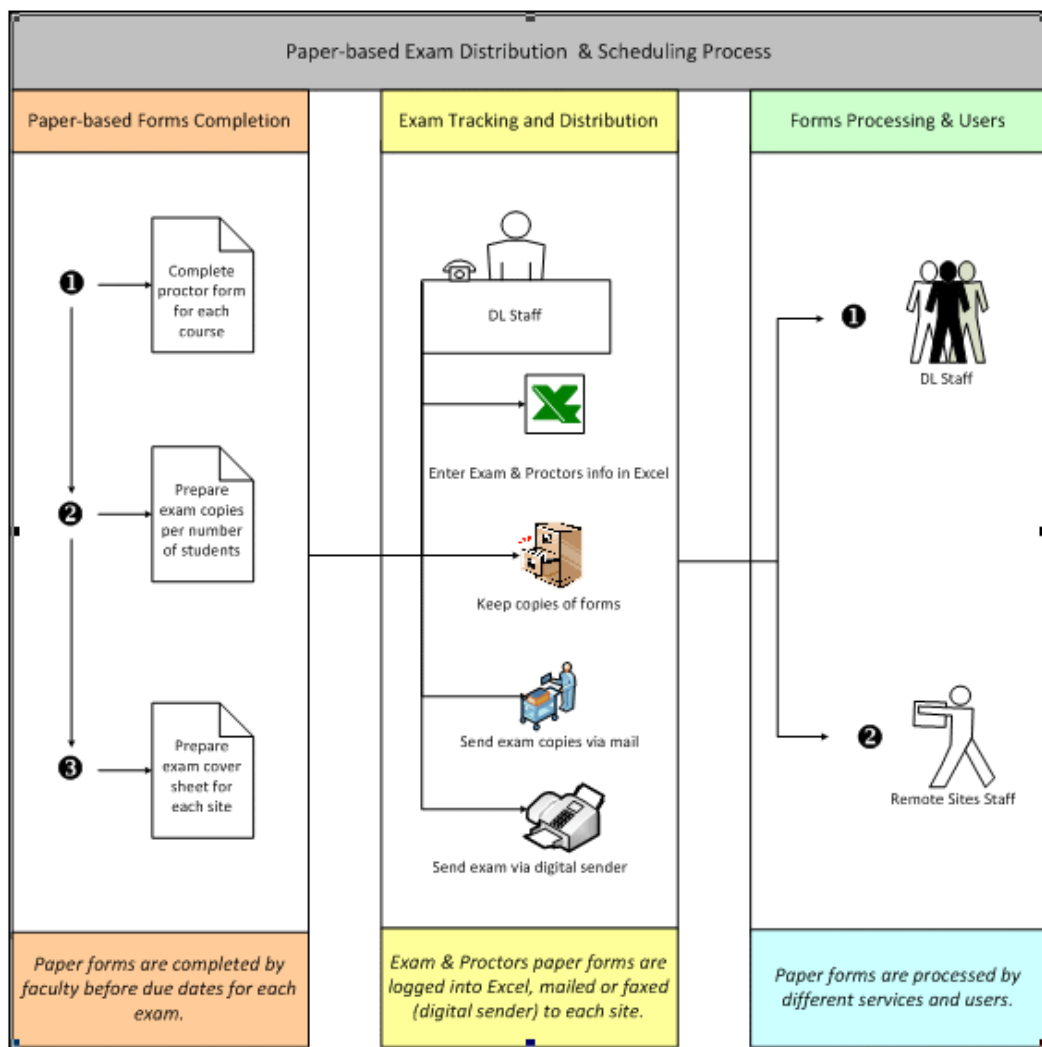 Paper-based Exam Distribution & Scheduling Process
Paper-based Forms Completion
❶
Complete
proctor form
for each
course
❷
Prepare
exam copies
per number
of students
❸
Prepare
exam cover
sheet for
each site
Paper forms are completed by
faculty before due dates for each
exam.
Exam Tracking and Distribution
DL Staff
Enter Exam & Proctors info in Excel
Keep copies of forms
Send exam copies via mail
Send exam via digital sender
Exam & Proctors paper forms are
logged into Excel, mailed or faxed
(digital sender) to each site.
Forms Processing & Users
❶
DL Staff
❷
Remote Sites Staff
Paper forms are processed by
different services and users.